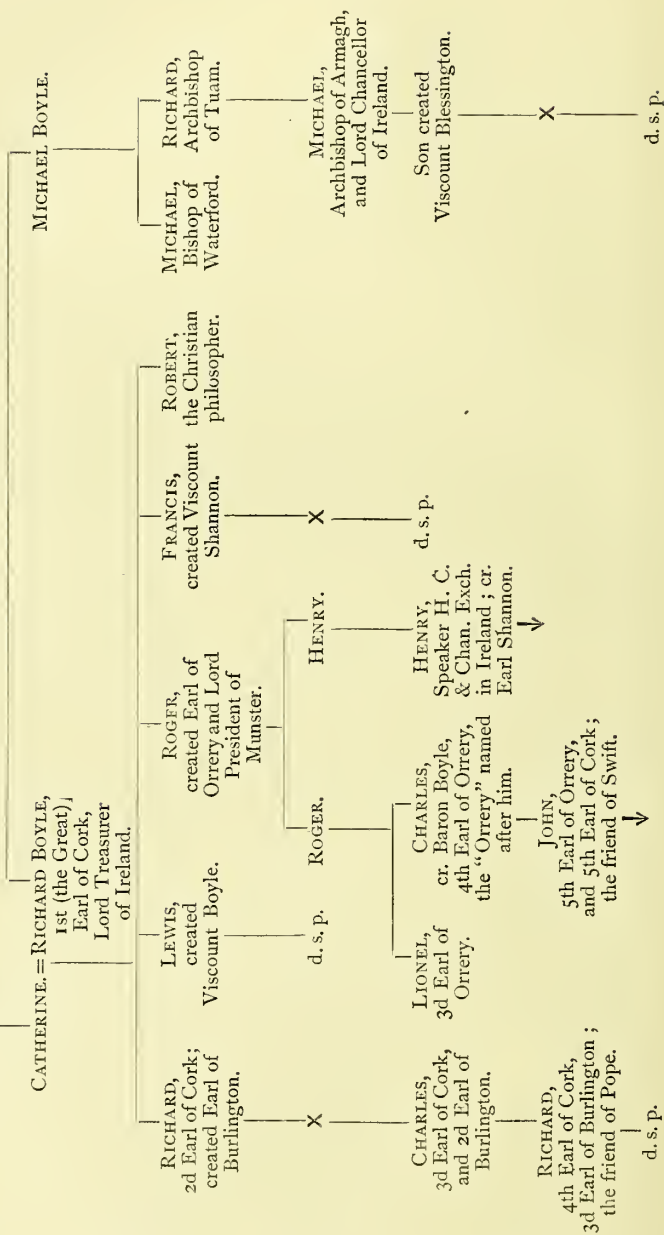 CATHERINE. = RICHARD BOYLE,
1st (the Great),
Earl of Cork,
Lord Treasurer
of Ireland.
MICHAEL BOYLE.
RICHARD,
2d Earl of Cork;
created Earl of
Burlington.
LEWIS,
created
Viscount Boyle.
ROGER,
created Earl of
Orrery and Lord
President of
Munster.
FRANCIS,
created Viscount
Shannon.
ROBERT,
the Christian
philosopher.
MICHAEL,
Bishop of
Waterford.
RICHARD,
Archbishop
of Tuam.
X
d. s. p.
ROGER.
HENRY.
X
MICHAEL,
Archbishop of Armagh,
and Lord Chancellor
of Ireland.
CHARLES,
3d Earl of Cork,
and 2d Earl of
Burlington.
LIONEL,
3d Earl of
Orrery.
CHARLES,
cr. Baron Boyle,
4th Earl of Orrery,
the “Orrery” named
after him.
HENRY,
Speaker H. C.
& Chan. Exch.
in Ireland ; cr.
Earl Shannon.
d. s. p.
Son created
Viscount Blessington.
RICHARD,
4th Earl of Cork,
3d Earl of Burlington ;
the friend of Pope.
JOHN,
5th Earl of Orrery,
and 5th Earl of Cork ;
the friend of Swift.
X
d. s. p.
d. s. p.